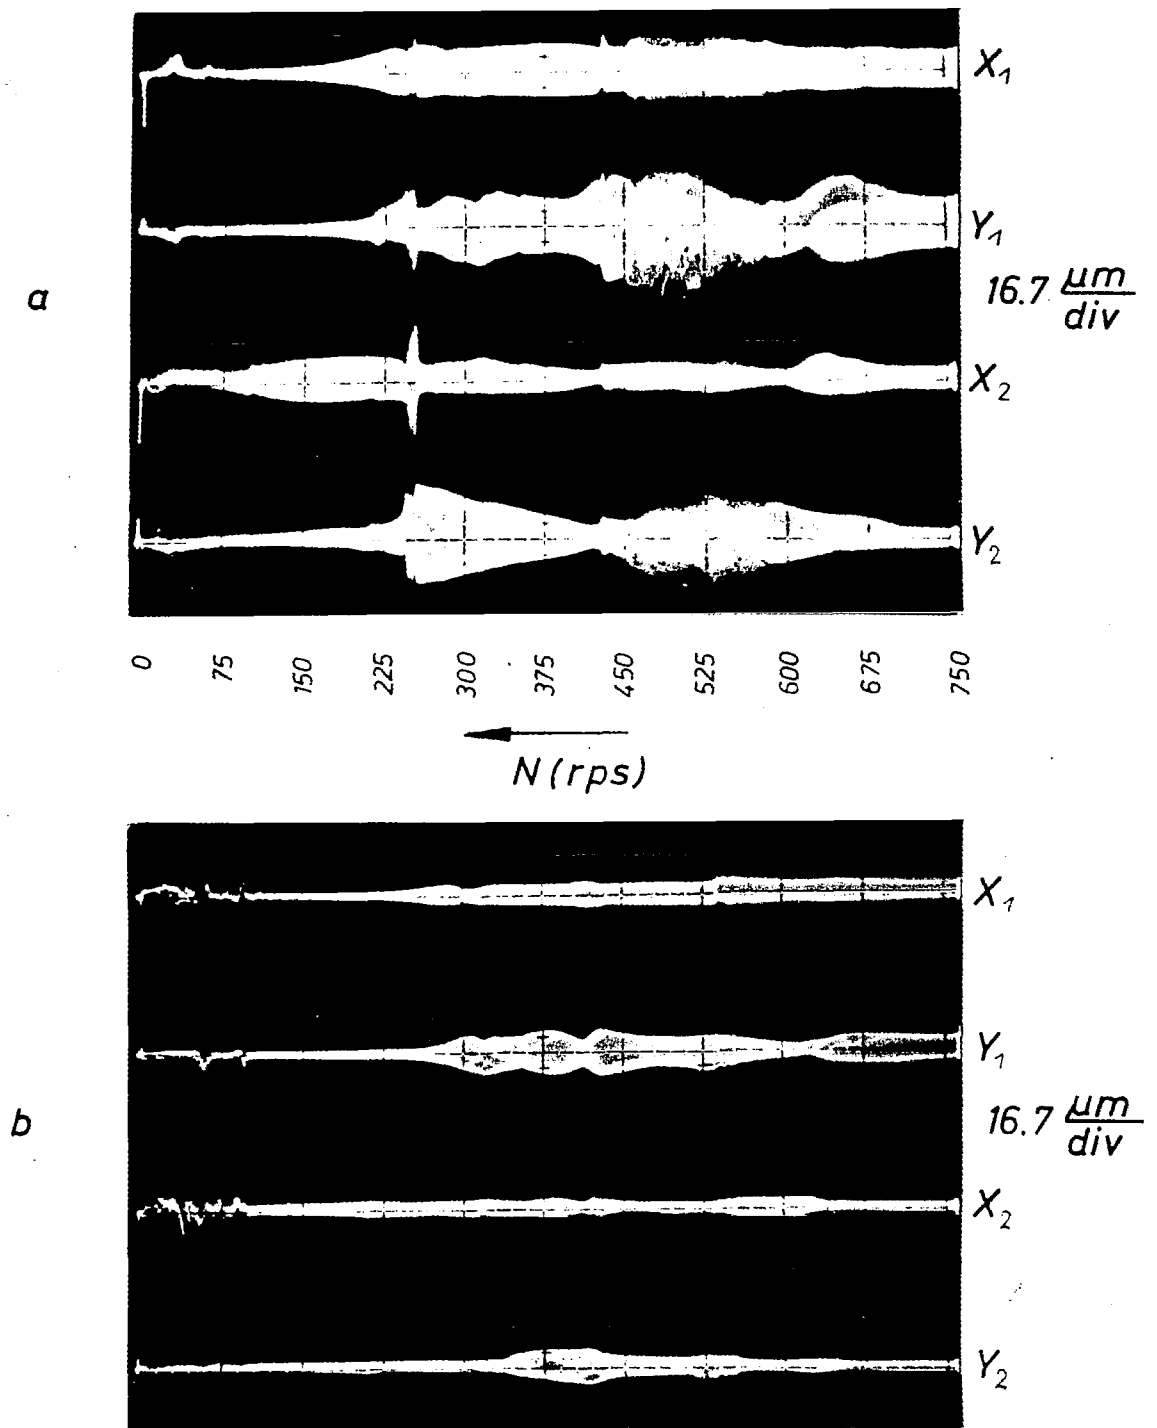 X₁
Y₁
a
16.7 μm/div
X₂
Y₂
0 75 150 225 300 375 450 525 600 675 750
N (rps)
X₁
Y₁
b
16.7 μm/div
X₂
Y₂